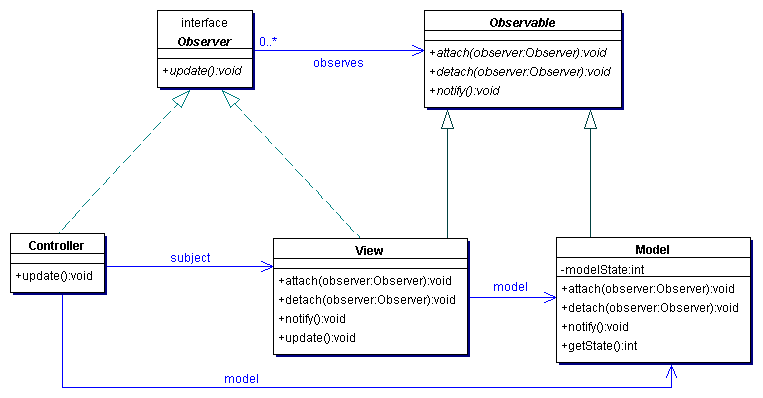 interface
Observer
+update():void
0..*
observes
Observable
+attach(observer:Observer):void
+detach(observer:Observer):void
+notify():void
Controller
+update():void
subject
View
+attach(observer:Observer):void
+detach(observer:Observer):void
+notify():void
+update():void
model
Model
-modelState:int
+attach(observer:Observer):void
+detach(observer:Observer):void
+notify():void
+getState():int
model